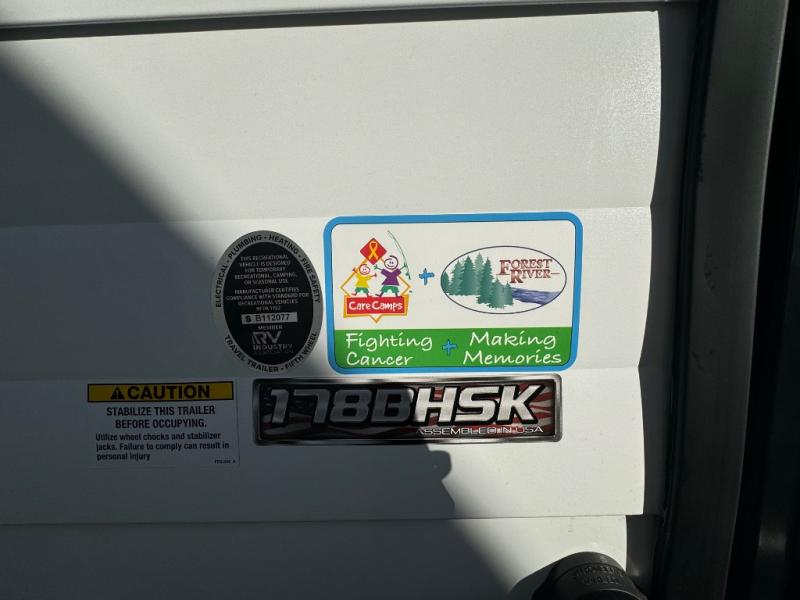 ELECTRICAL - PLUMBING - HEATING - FIRE SAFETY
THIS RECREATIONAL
VEHICLE IS DESIGNED
FOR TEMPORARY
RECREATIONAL, CAMPING,
OR SEASONAL USE
MANUFACTURER CERTIFIES
COMPLIANCE WITH STANDARD FOR
RECREATIONAL VEHICLES
NFPA 1192
$ B112077
MEMBER
RV
INDUSTRY
ASSOCIATION
TRAVEL TRAILER - FIFTH WHEEL
Care Camps
+
FOREST
RIVER
Fighting + Making
Cancer Memories
CAUTION
STABILIZE THIS TRAILER
BEFORE OCCUPYING.
Utilize wheel chocks and stabilizer
jacks. Failure to comply can result in
personal injury
178BHSK
ASSEMBLED IN USA